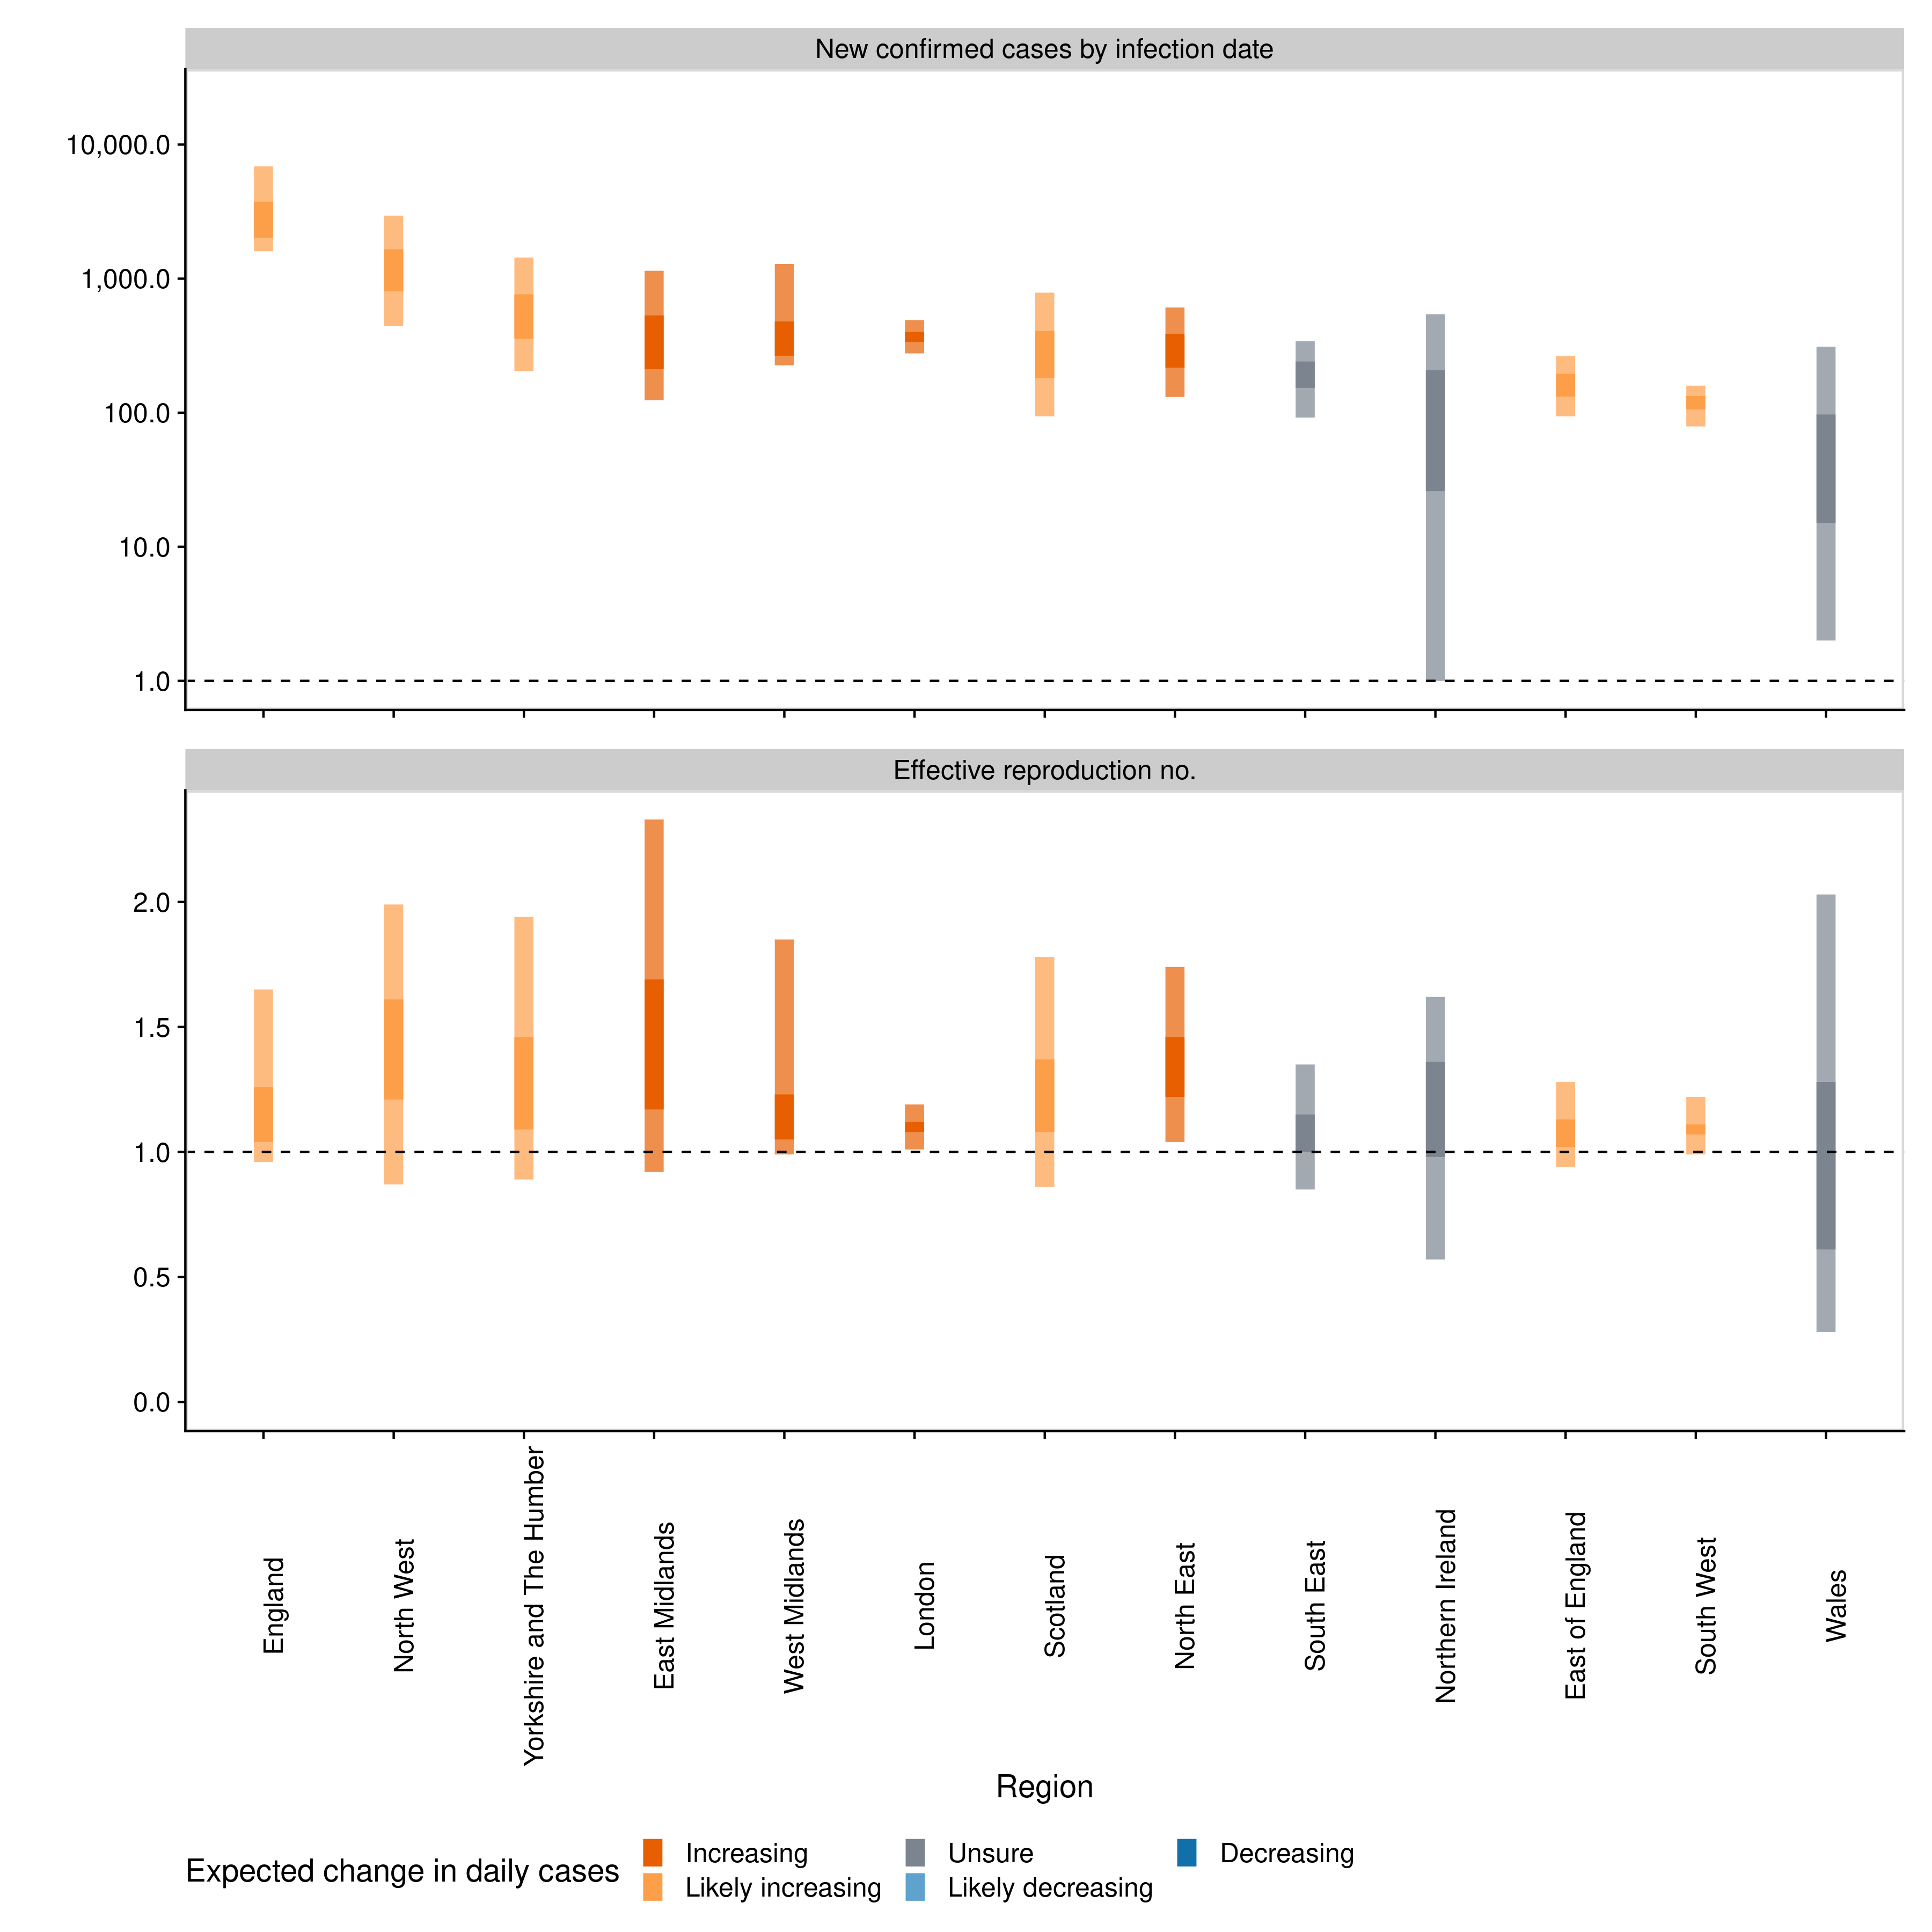 New confirmed cases by infection date
10,000.0
1,000.0
100.0
10.0
1.0
Effective reproduction no.
2.0
1.5
1.0
0.5
0.0
England
North West
Yorkshire and The Humber
East Midlands
West Midlands
London
Scotland
North East
South East
Northern Ireland
East of England
South West
Wales
Region
Expected change in daily cases
Increasing
Likely increasing
Unsure
Likely decreasing
Decreasing